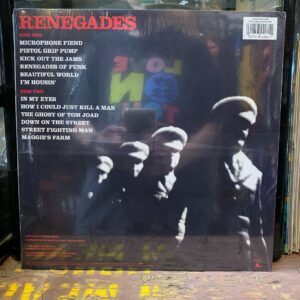 RENEGADES
SIDE ONE
MICROPHONE FIEND
PISTOL GRIP PUMP
KICK OUT THE JAMS
RENEGADES OF FUNK
BEAUTIFUL WORLD
I'M HOUSIN'
SIDE TWO
IN MY EYES
HOW I COULD JUST KILL A MAN
THE GHOST OF TOM JOAD
DOWN ON THE STREET
STREET FIGHTING MAN
MAGGIE'S FARM